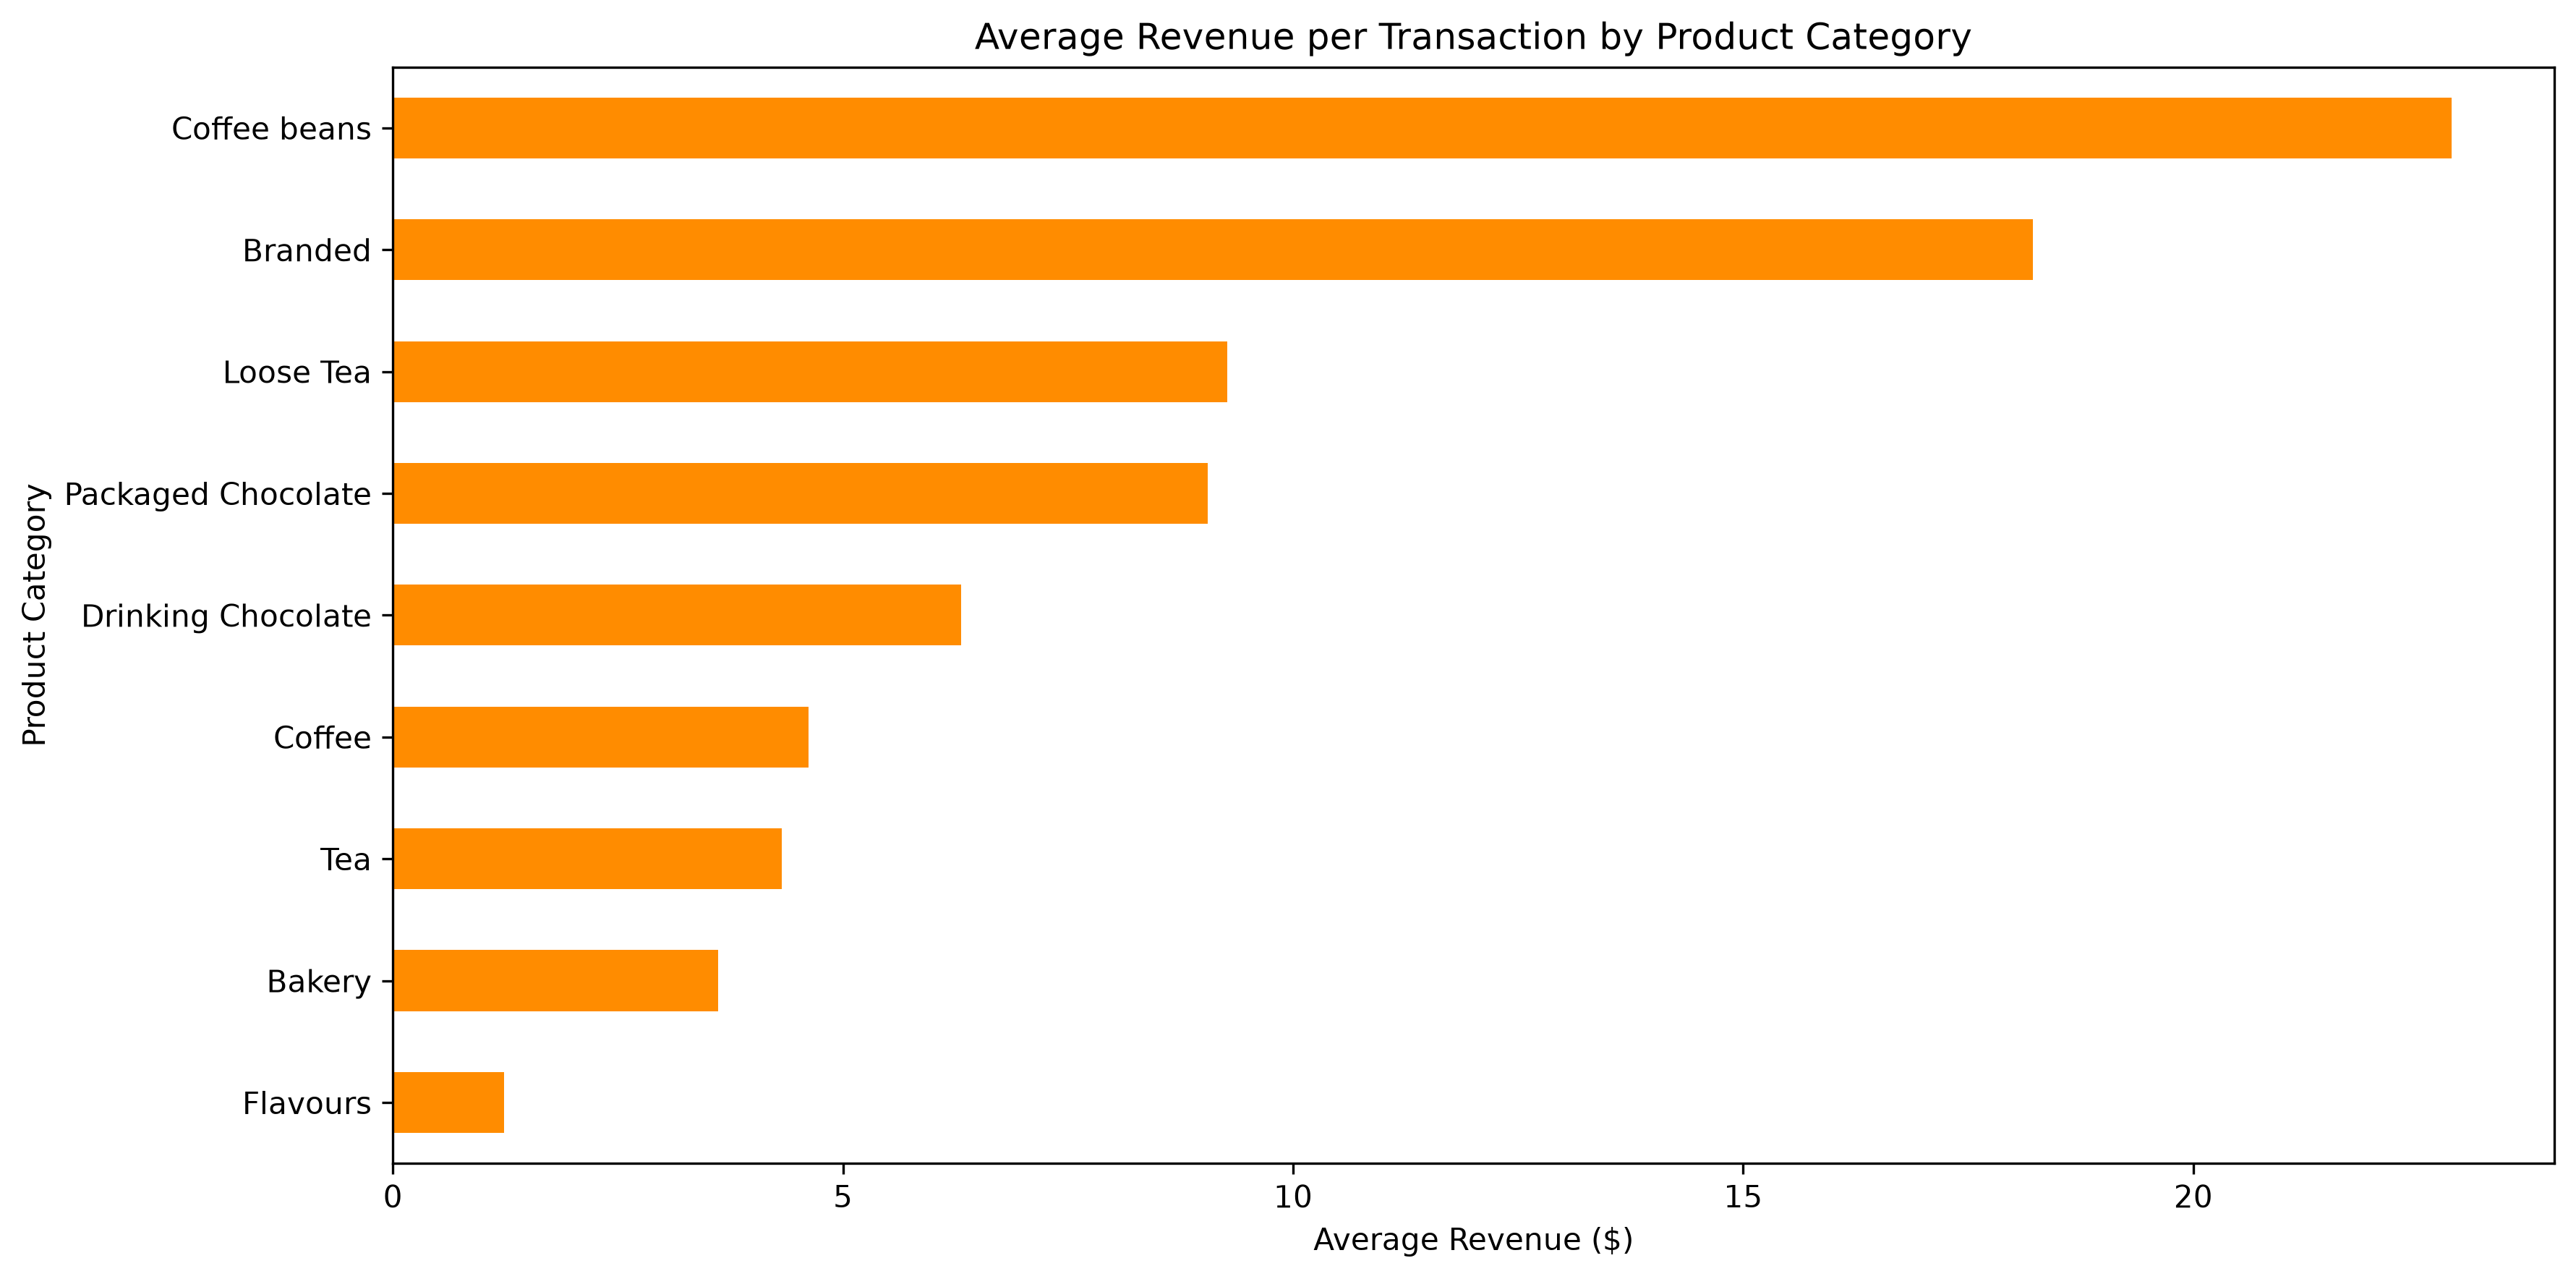 Average Revenue per Transaction by Product Category
Product Category
Coffee beans
Branded
Loose Tea
Packaged Chocolate
Drinking Chocolate
Coffee
Tea
Bakery
Flavours
0 5 10 15 20
Average Revenue ($)